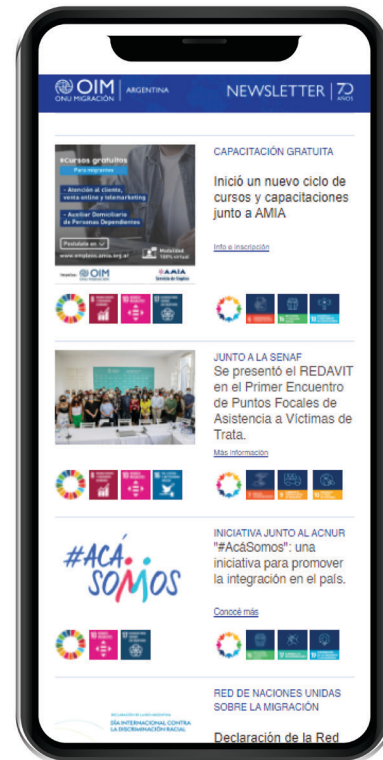 OIM
ONU MIGRACIÓN
ARGENTINA
NEWSLETTER
70
AÑOS
#Cursos gratuitos
Para migrantes
- Atención al cliente,
venta online y telemarketing
- Auxiliar Domiciliario
de Personas Dependientes
Postulate en
www.empleos.amia.org.ar
Modalidad
100% virtual
OIM
AMIA
Servicio de Empleo
CAPACITACIÓN GRATUITA
Inició un nuevo ciclo de
cursos y capacitaciones
junto a AMIA
Info e inscripción
JUNTO A LA SENAF
Se presentó el REDAVIT
en el Primer Encuentro
de Puntos Focales de
Asistencia a Víctimas de
Trata.
Más información
#ACÁ
SOMOS
INICIATIVA JUNTO AL ACNUR
"#AcáSomos": una
iniciativa para promover
la integración en el país.
Conocé más
DÍA INTERNACIONAL CONTRA
LA DISCRIMINACIÓN RACIAL
RED DE NACIONES UNIDAS
SOBRE LA MIGRACIÓN
Declaración de la Red